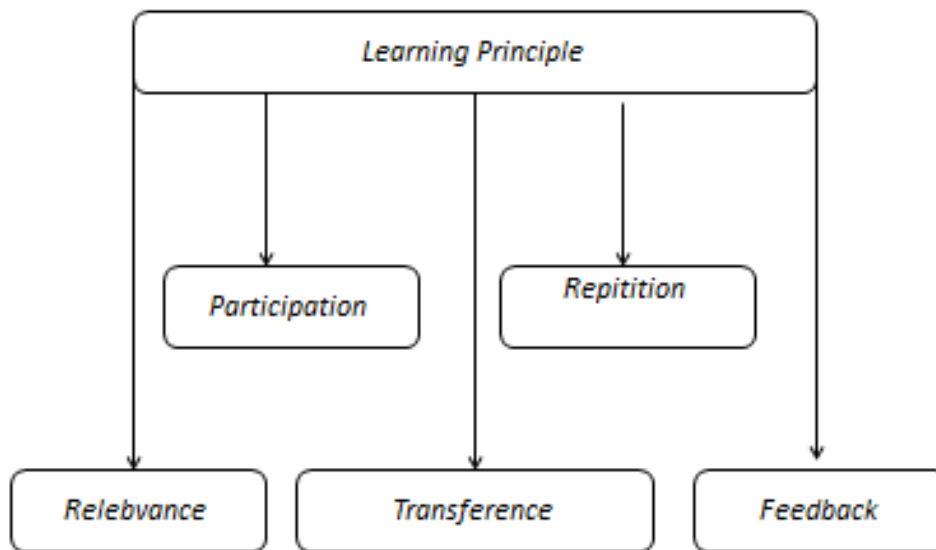 Learning Principle
Participation
Repitition
Relebvance
Transference
Feedback